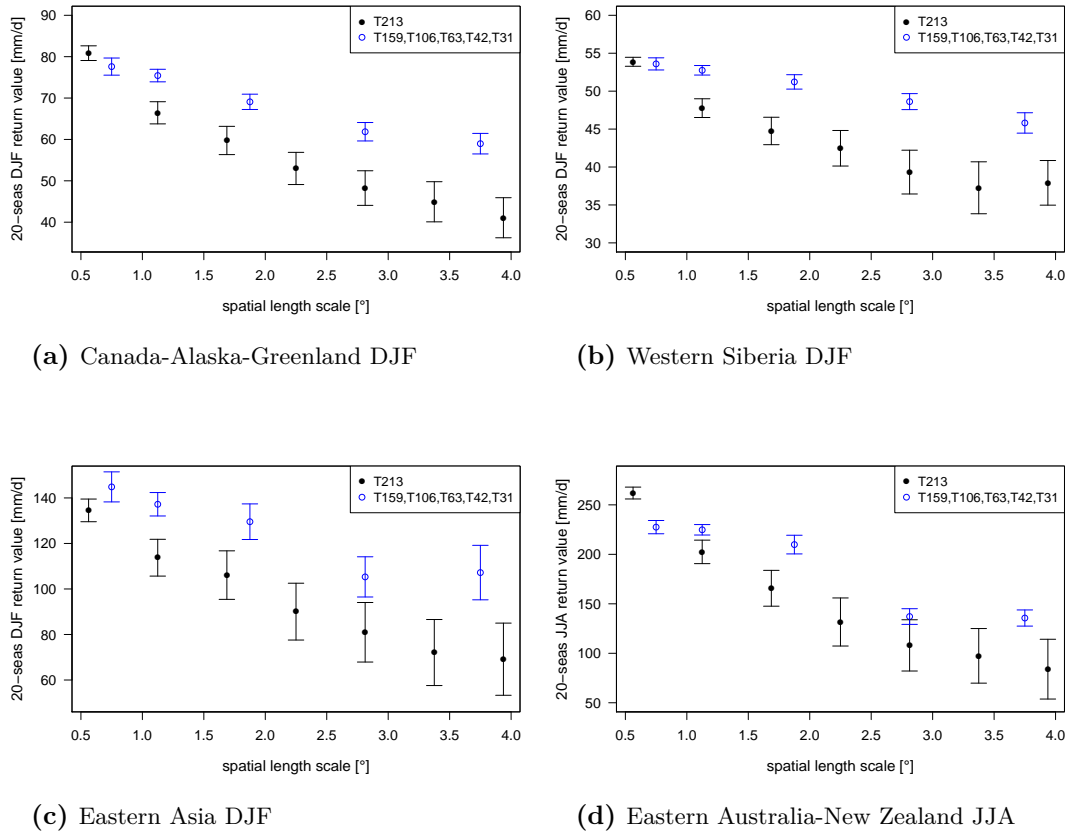 T213
T159,T106,T63,T42,T31
20−seas DJF return value [mm/d]
90
80
70
60
50
40
0.5 1.0 1.5 2.0 2.5 3.0 3.5 4.0
spatial length scale [°]
(a) Canada-Alaska-Greenland DJF
T213
T159,T106,T63,T42,T31
20−seas DJF return value [mm/d]
60
55
50
45
40
35
30
0.5 1.0 1.5 2.0 2.5 3.0 3.5 4.0
spatial length scale [°]
(b) Western Siberia DJF
T213
T159,T106,T63,T42,T31
20−seas DJF return value [mm/d]
140
120
100
80
60
0.5 1.0 1.5 2.0 2.5 3.0 3.5 4.0
spatial length scale [°]
(c) Eastern Asia DJF
T213
T159,T106,T63,T42,T31
20−seas JJA return value [mm/d]
250
200
150
100
50
0.5 1.0 1.5 2.0 2.5 3.0 3.5 4.0
spatial length scale [°]
(d) Eastern Australia-New Zealand JJA